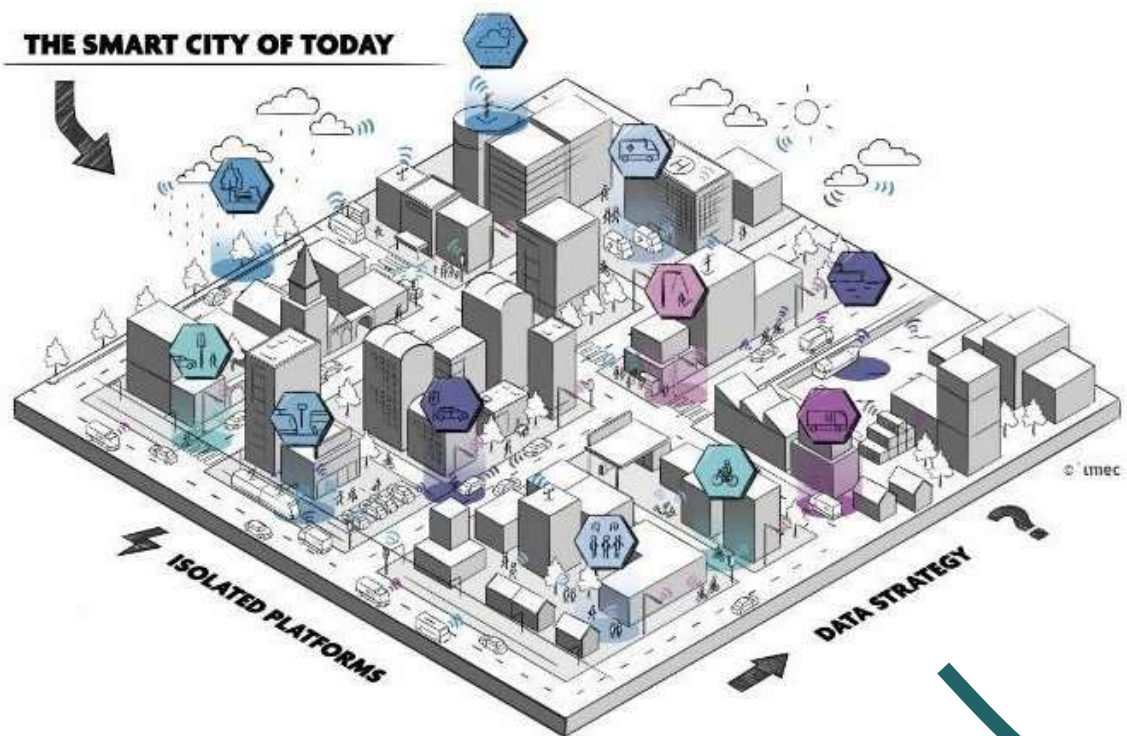 THE SMART CITY OF TODAY
H
© imec
ISOLATED PLATFORMS
DATA STRATEGY
?